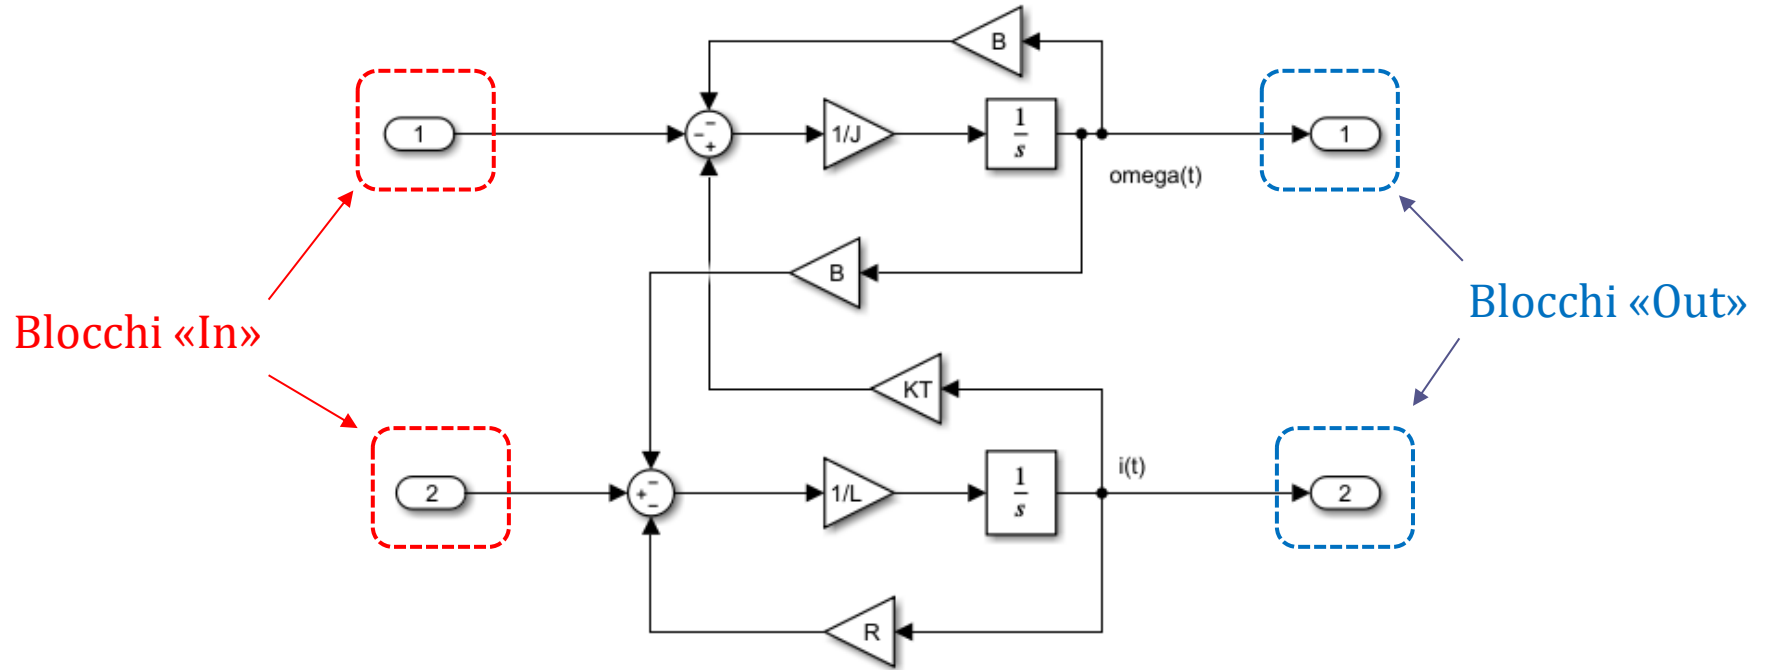 B
1
−
−
+
1/J
1
s
1
omega(t)
B
Blocchi «In»
Blocchi «Out»
KT
i(t)
2
−
+
−
1/L
1
s
2
R